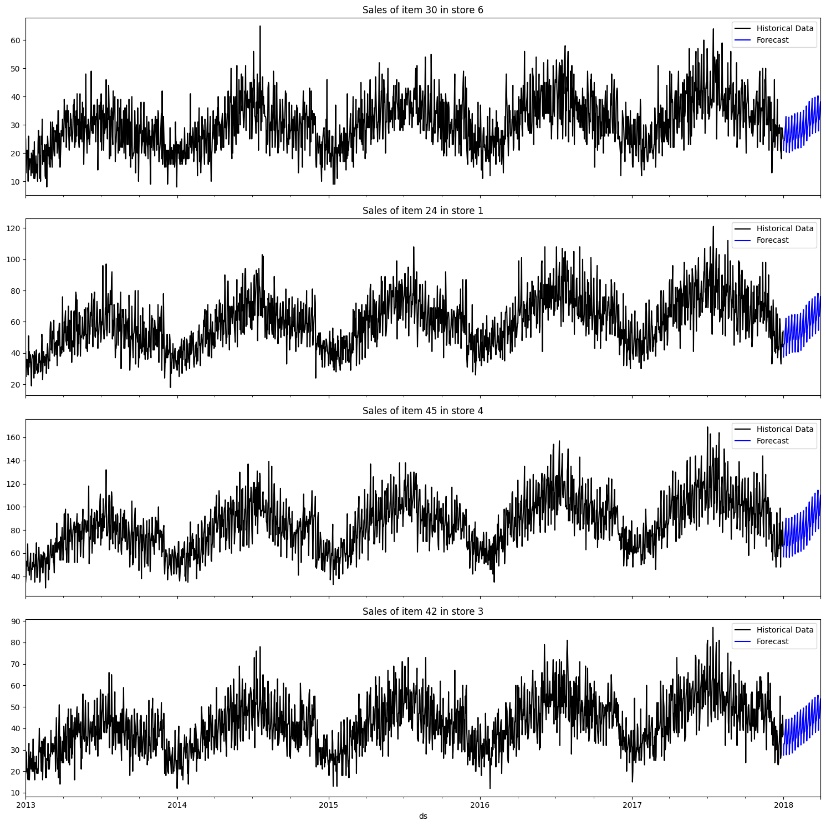 Sales of item 30 in store 6
60
50
40
30
20
10
Historical Data
Forecast
Sales of item 24 in store 1
120
100
80
60
40
20
Historical Data
Forecast
Sales of item 45 in store 4
160
140
120
100
80
60
40
Historical Data
Forecast
Sales of item 42 in store 3
90
80
70
60
50
40
30
20
10
Historical Data
Forecast
2013 2014 2015 2016 2017 2018
ds